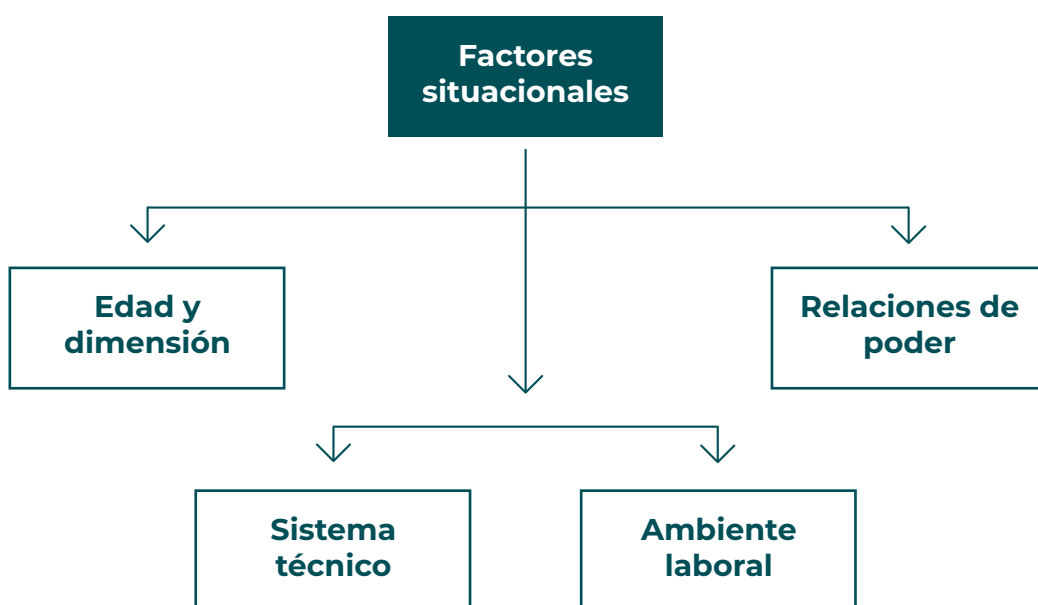 Factores
situacionales
Edad y
dimensión
Relaciones de
poder
Sistema
técnico
Ambiente
laboral